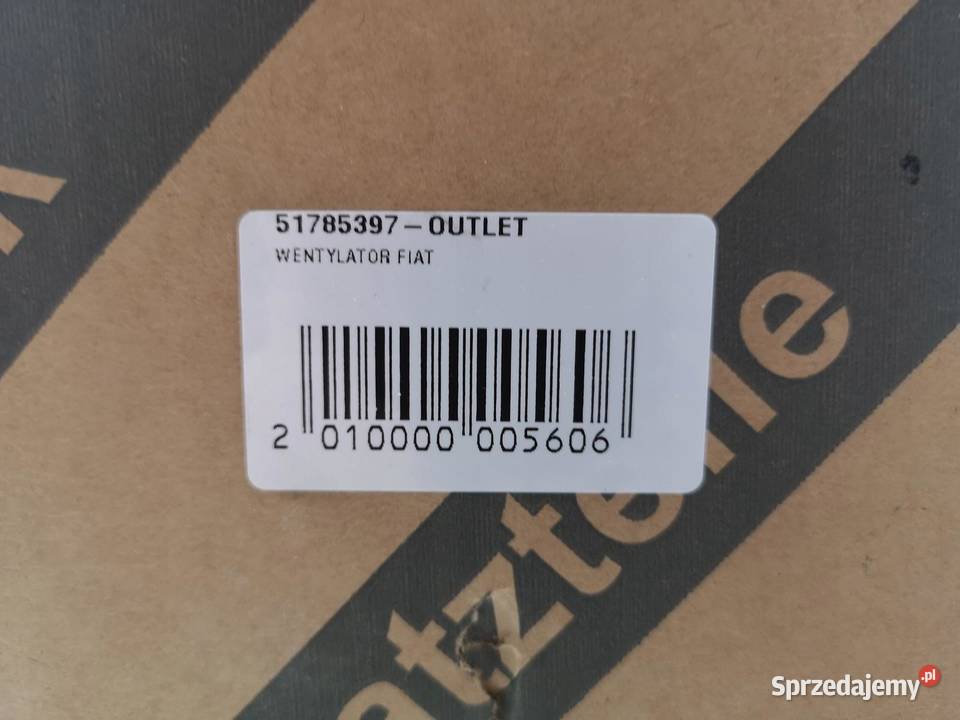 51785397 – OUTLET
WENTYLATOR FIAT
2 010000 005606
Sprzedajemy.pl